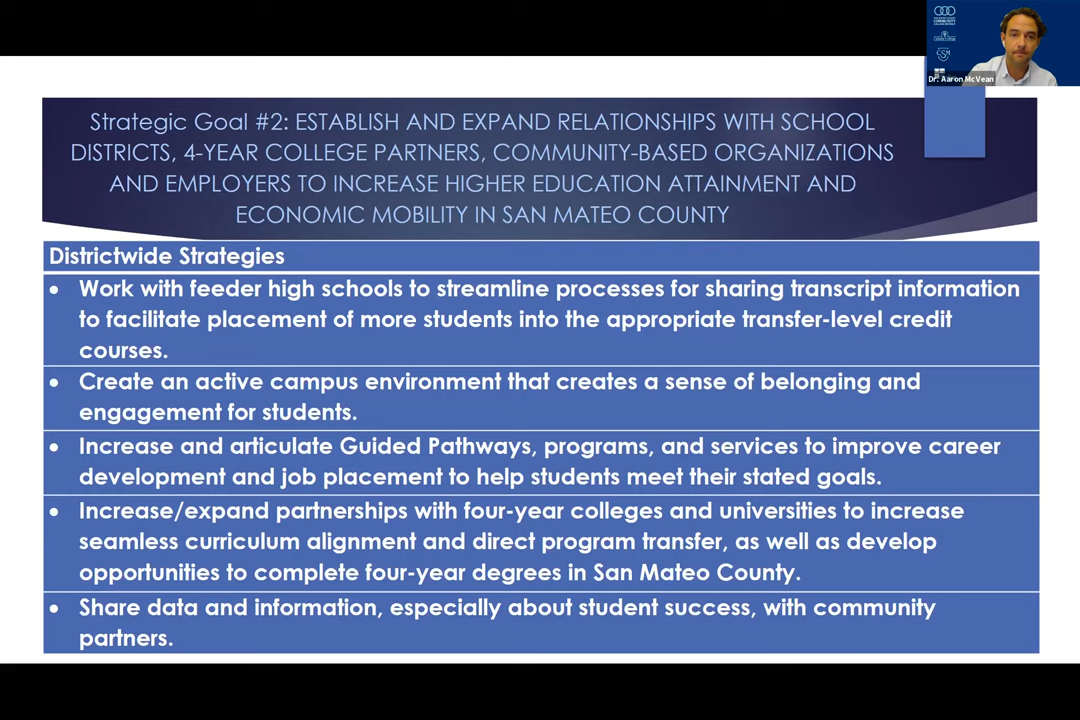 Dr. Aaron McVean
Strategic Goal #2: ESTABLISH AND EXPAND RELATIONSHIPS WITH SCHOOL
DISTRICTS, 4-YEAR COLLEGE PARTNERS, COMMUNITY-BASED ORGANIZATIONS
AND EMPLOYERS TO INCREASE HIGHER EDUCATION ATTAINMENT AND
ECONOMIC MOBILITY IN SAN MATEO COUNTY
Districtwide Strategies
• Work with feeder high schools to streamline processes for sharing transcript information
to facilitate placement of more students into the appropriate transfer-level credit
courses.
• Create an active campus environment that creates a sense of belonging and
engagement for students.
• Increase and articulate Guided Pathways, programs, and services to improve career
development and job placement to help students meet their stated goals.
• Increase/expand partnerships with four-year colleges and universities to increase
seamless curriculum alignment and direct program transfer, as well as develop
opportunities to complete four-year degrees in San Mateo County.
• Share data and information, especially about student success, with community
partners.